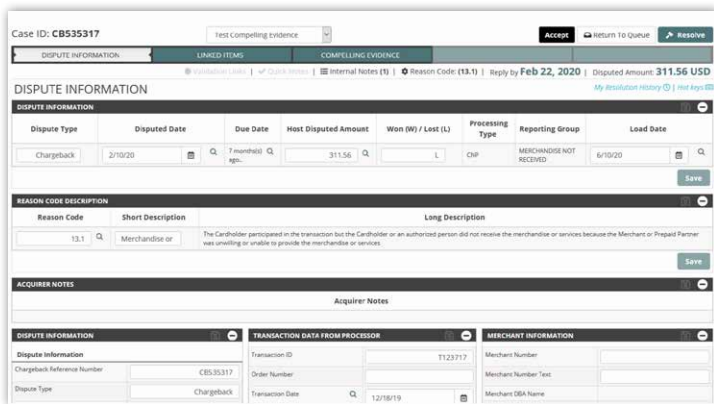 Case ID: CB535317
Test Compelling Evidence
Accept
Return To Queue
Resolve
DISPUTE INFORMATION
LINKED ITEMS
COMPELLING EVIDENCE
Validation Links | Quick Notes | Internal Notes (1) | Reason Code: (13.1) | Reply by Feb 22, 2020 | Disputed Amount: 311.56 USD
DISPUTE INFORMATION
My Resolution History | Hot Keys
DISPUTE INFORMATION
Dispute Type Disputed Date Due Date Host Disputed Amount Won (W) / Lost (L) Processing Type Reporting Group Load Date
Chargeback 2/10/20 7 months(s) ago.. 311.56 L ChP MERCHANDISE NOT RECEIVED 6/10/20
Save
REASON CODE DESCRIPTION
Reason Code Short Description Long Description
13.1 Merchandise or
The Cardholder participated in the transaction but the Cardholder or an authorized person did not receive the merchandise or services because the Merchant or Prepaid Partner
was unwilling or unable to provide the merchandise or services
Save
ACQUIRER NOTES
Acquirer Notes
DISPUTE INFORMATION
Dispute Information
Chargeback Reference Number CB535317
Dispute Type Chargeback
TRANSACTION DATA FROM PROCESSOR
Transaction ID T123717
Order Number
Transaction Date 12/18/19
MERCHANT INFORMATION
Merchant Number
Merchant Number Text
Merchant DBA Name